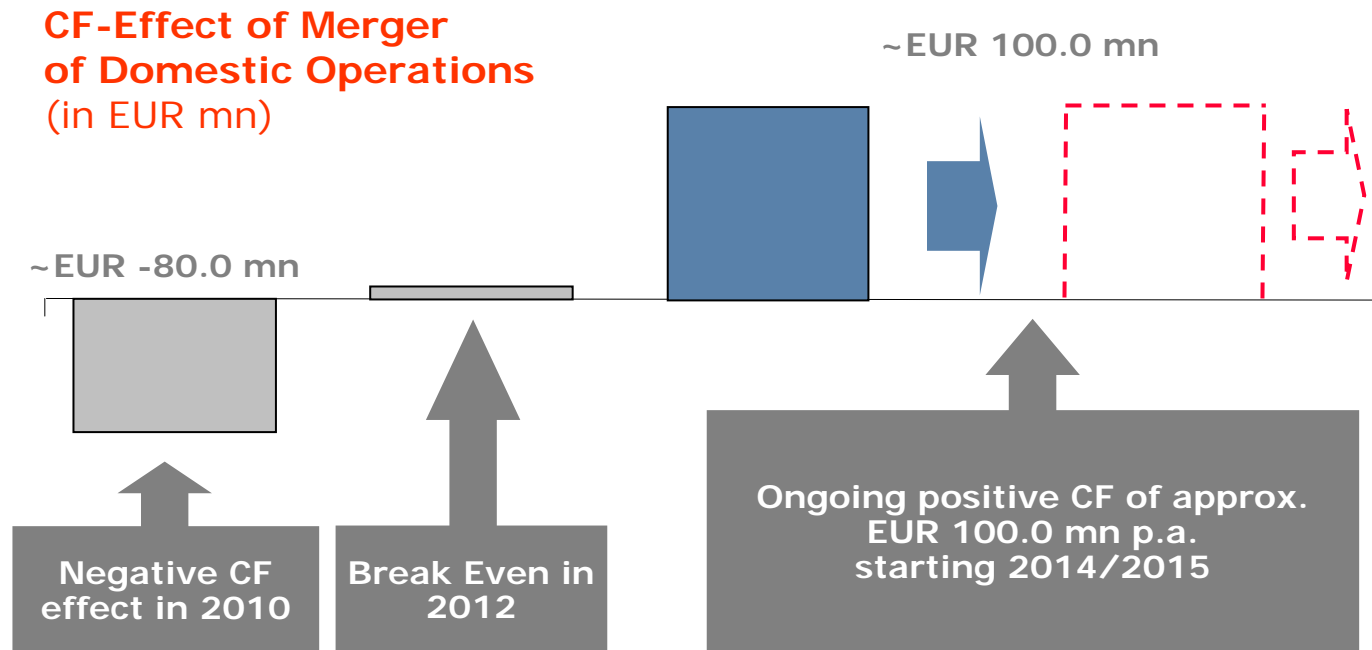 CF-Effect of Merger
of Domestic Operations
(in EUR mn)
~EUR 100.0 mn
~EUR -80.0 mn
Negative CF
effect in 2010
Break Even in
2012
Ongoing positive CF of approx.
EUR 100.0 mn p.a.
starting 2014/2015